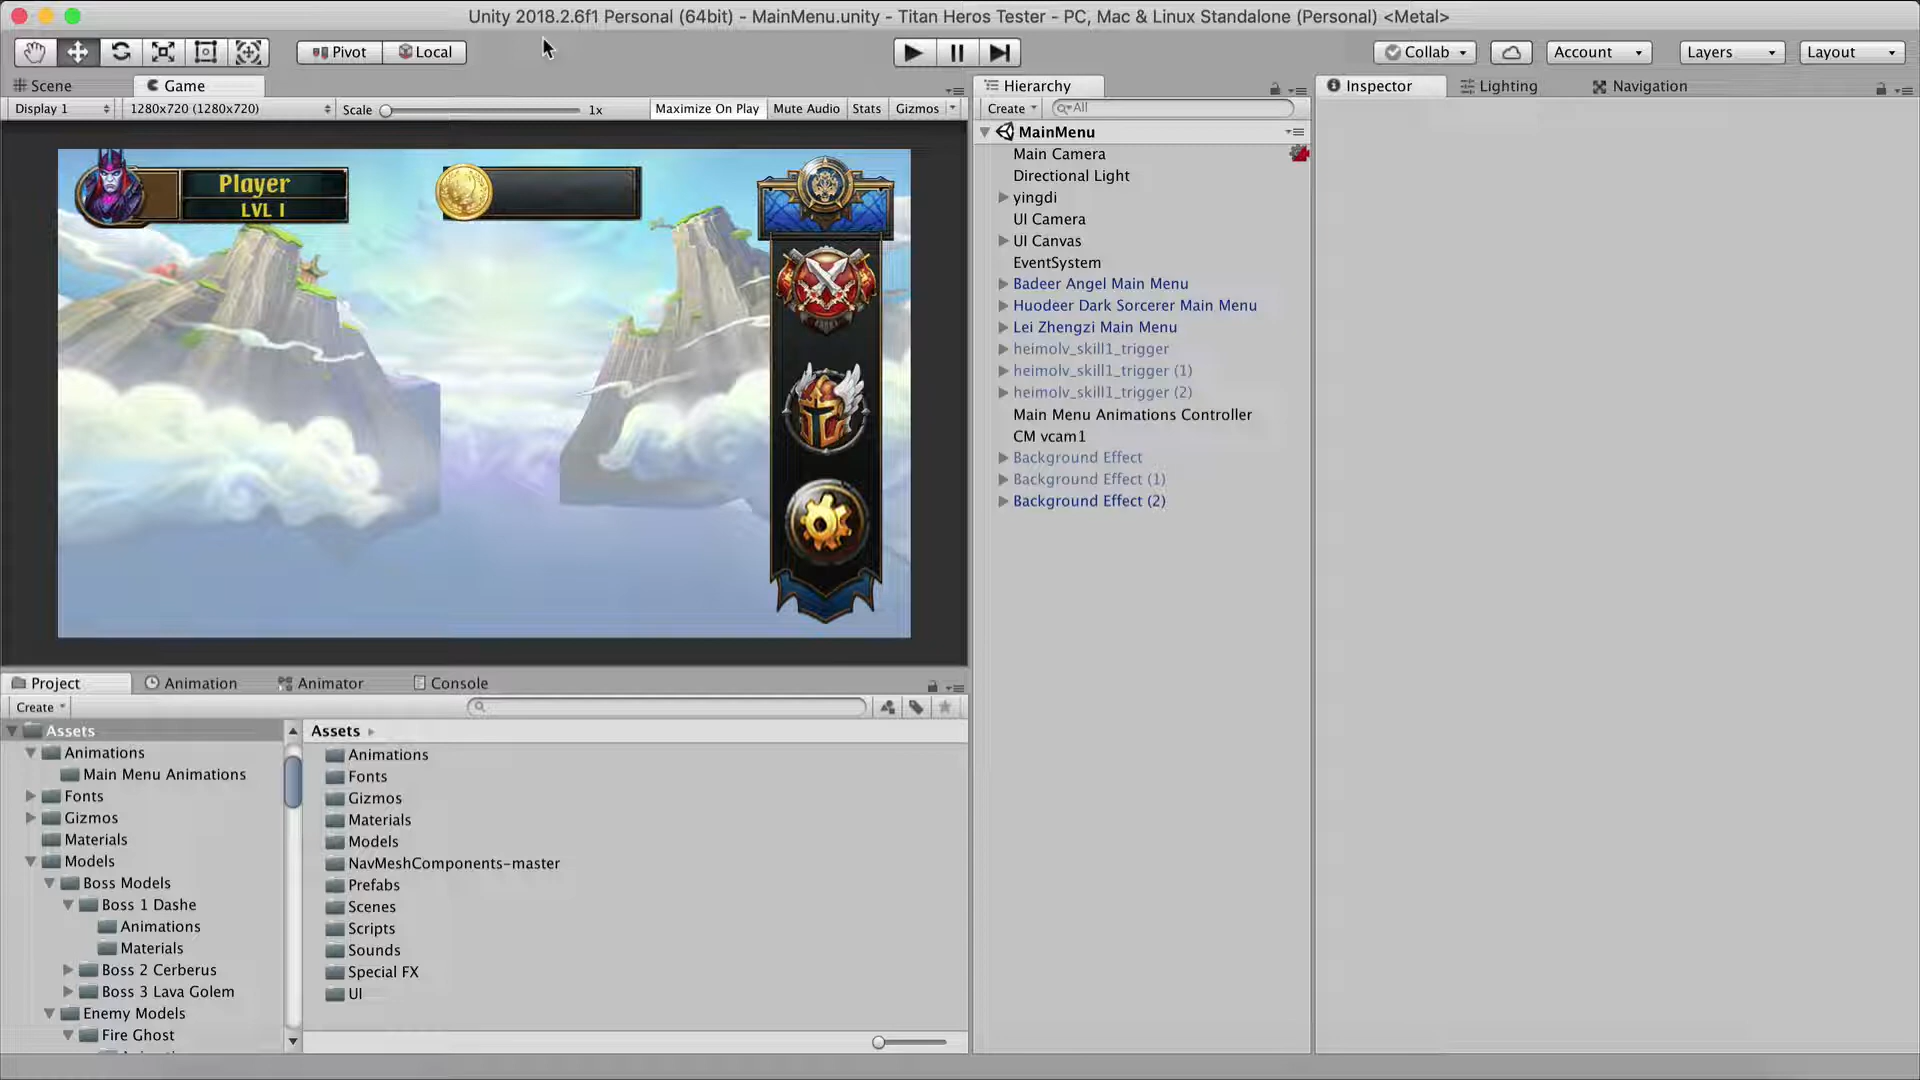 Unity 2018.2.6f1 Personal (64bit) - MainMenu.unity - Titan Heros Tester - PC, Mac & Linux Standalone (Personal) <Metal>
Pivot Local Collab Account Layers Layout
Scene Game
Display 1 1280x720 (1280x720) Scale 1x Maximize On Play Mute Audio Stats Gizmos
Player
LVL 1
Hierarchy
Create All
MainMenu
Main Camera
Directional Light
yingdi
UI Camera
UI Canvas
EventSystem
Badeer Angel Main Menu
Huodeer Dark Sorcerer Main Menu
Lei Zhengzi Main Menu
heimolv_skill1_trigger
heimolv_skill1_trigger (1)
heimolv_skill1_trigger (2)
Main Menu Animations Controller
CM vcam1
Background Effect
Background Effect (1)
Background Effect (2)
Inspector Lighting Navigation
Project Animation Animator Console
Create
Assets
Animations
Main Menu Animations
Fonts
Gizmos
Materials
Models
Boss Models
Boss 1 Dashe
Animations
Materials
Boss 2 Cerberus
Boss 3 Lava Golem
Enemy Models
Fire Ghost
Assets
Animations
Fonts
Gizmos
Materials
Models
NavMeshComponents-master
Prefabs
Scenes
Scripts
Sounds
Special FX
UI